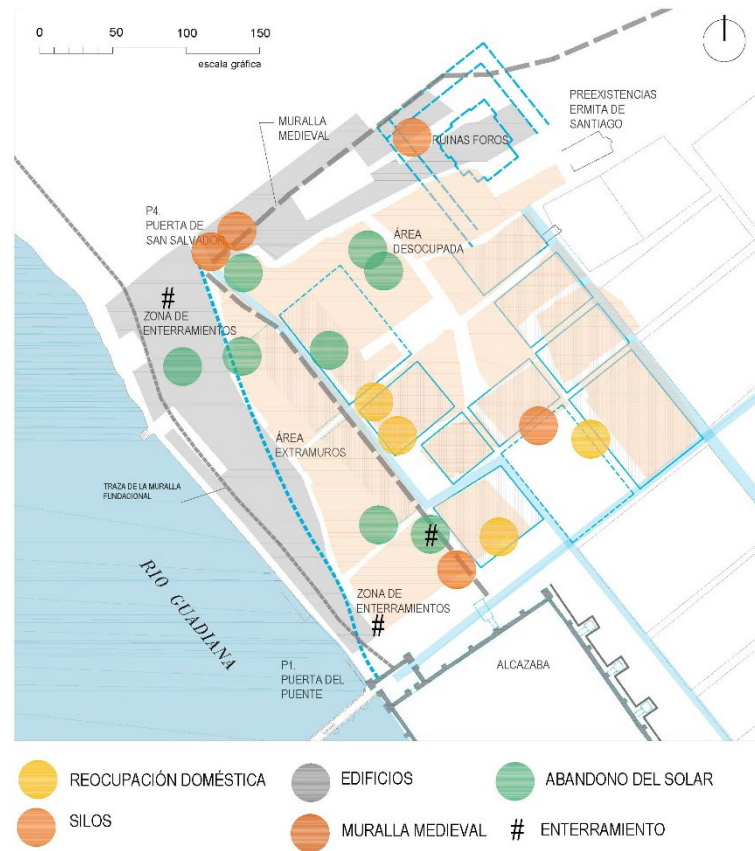 0 50 100 150
escala gráfica
MURALLA
MEDIEVAL
RUINAS FOROS
PREEXISTENCIAS
ERMITA DE
SANTIAGO
P4.
PUERTA DE
SAN SALVADOR
ÁREA
DESOCUPADA
#
ZONA DE
ENTERRAMIENTOS
ÁREA
EXTRAMUROS
TRAZA DE LA MURALLA
FUNDACIONAL
#
RIO GUADIANA
ZONA DE
ENTERRAMIENTOS
#
P1.
PUERTA DEL
PUENTE
ALCAZABA
REOCUPACIÓN DOMÉSTICA
EDIFICIOS
ABANDONO DEL SOLAR
SILOS
MURALLA MEDIEVAL
# ENTERRAMIENTO